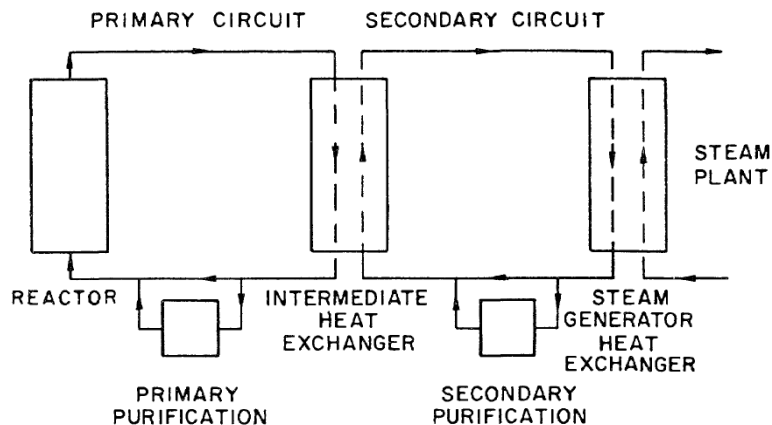 PRIMARY CIRCUIT
SECONDARY CIRCUIT
STEAM
PLANT
REACTOR
INTERMEDIATE
HEAT
EXCHANGER
STEAM
GENERATOR
HEAT
EXCHANGER
PRIMARY
PURIFICATION
SECONDARY
PURIFICATION